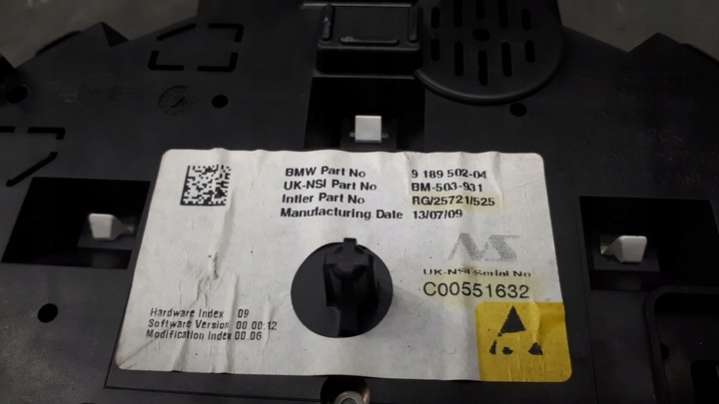 BMW Part No 9 189 502-04
UK-NSI Part No BM-503-931
Intier Part No RG/25721/525
Manufacturing Date 13/07/09
NS
UK-NSI Serial No
C00551632
Hardware Index 09
Software Version 00:00:12
Modification Index 00.06